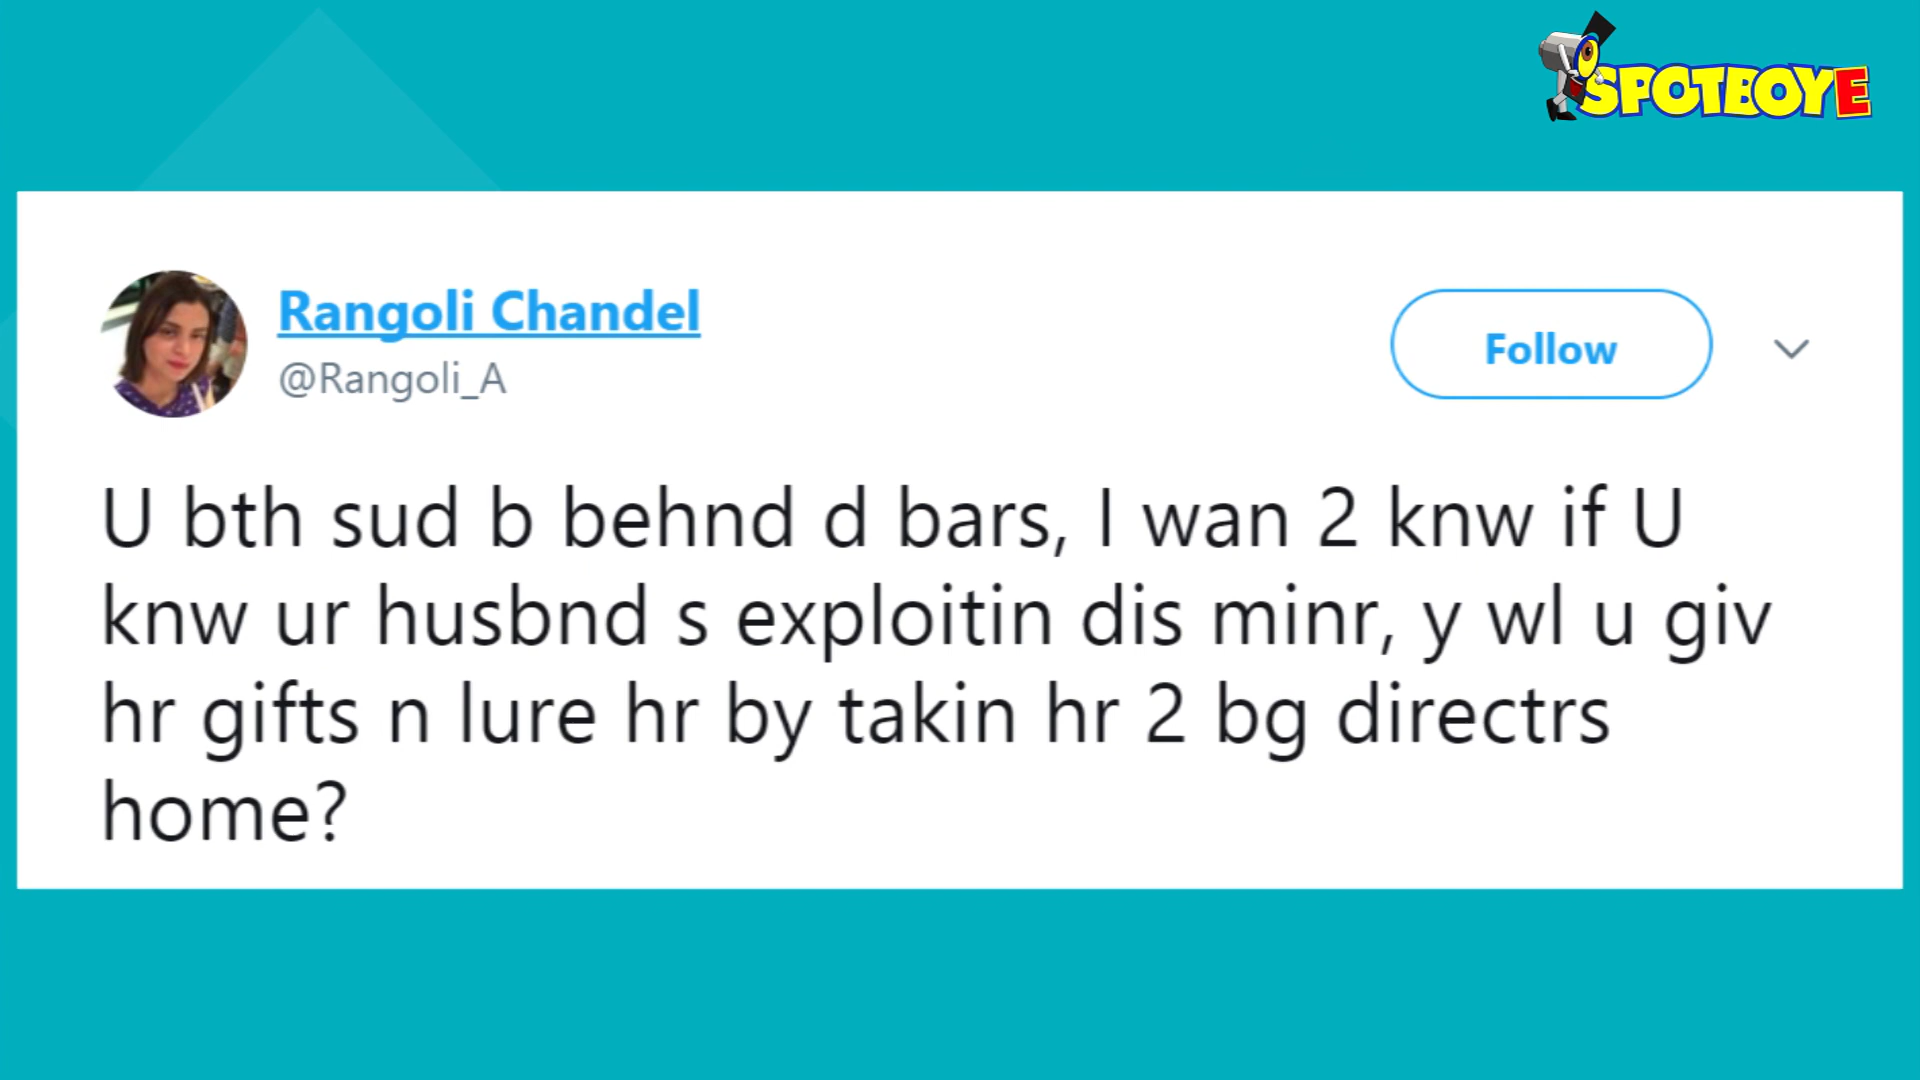 SPOTBOYE
Rangoli Chandel
@Rangoli_A
Follow
U bth sud b behnd d bars, I wan 2 knw if U
knw ur husbnd s exploitin dis minr, y wl u giv
hr gifts n lure hr by takin hr 2 bg directrs
home?